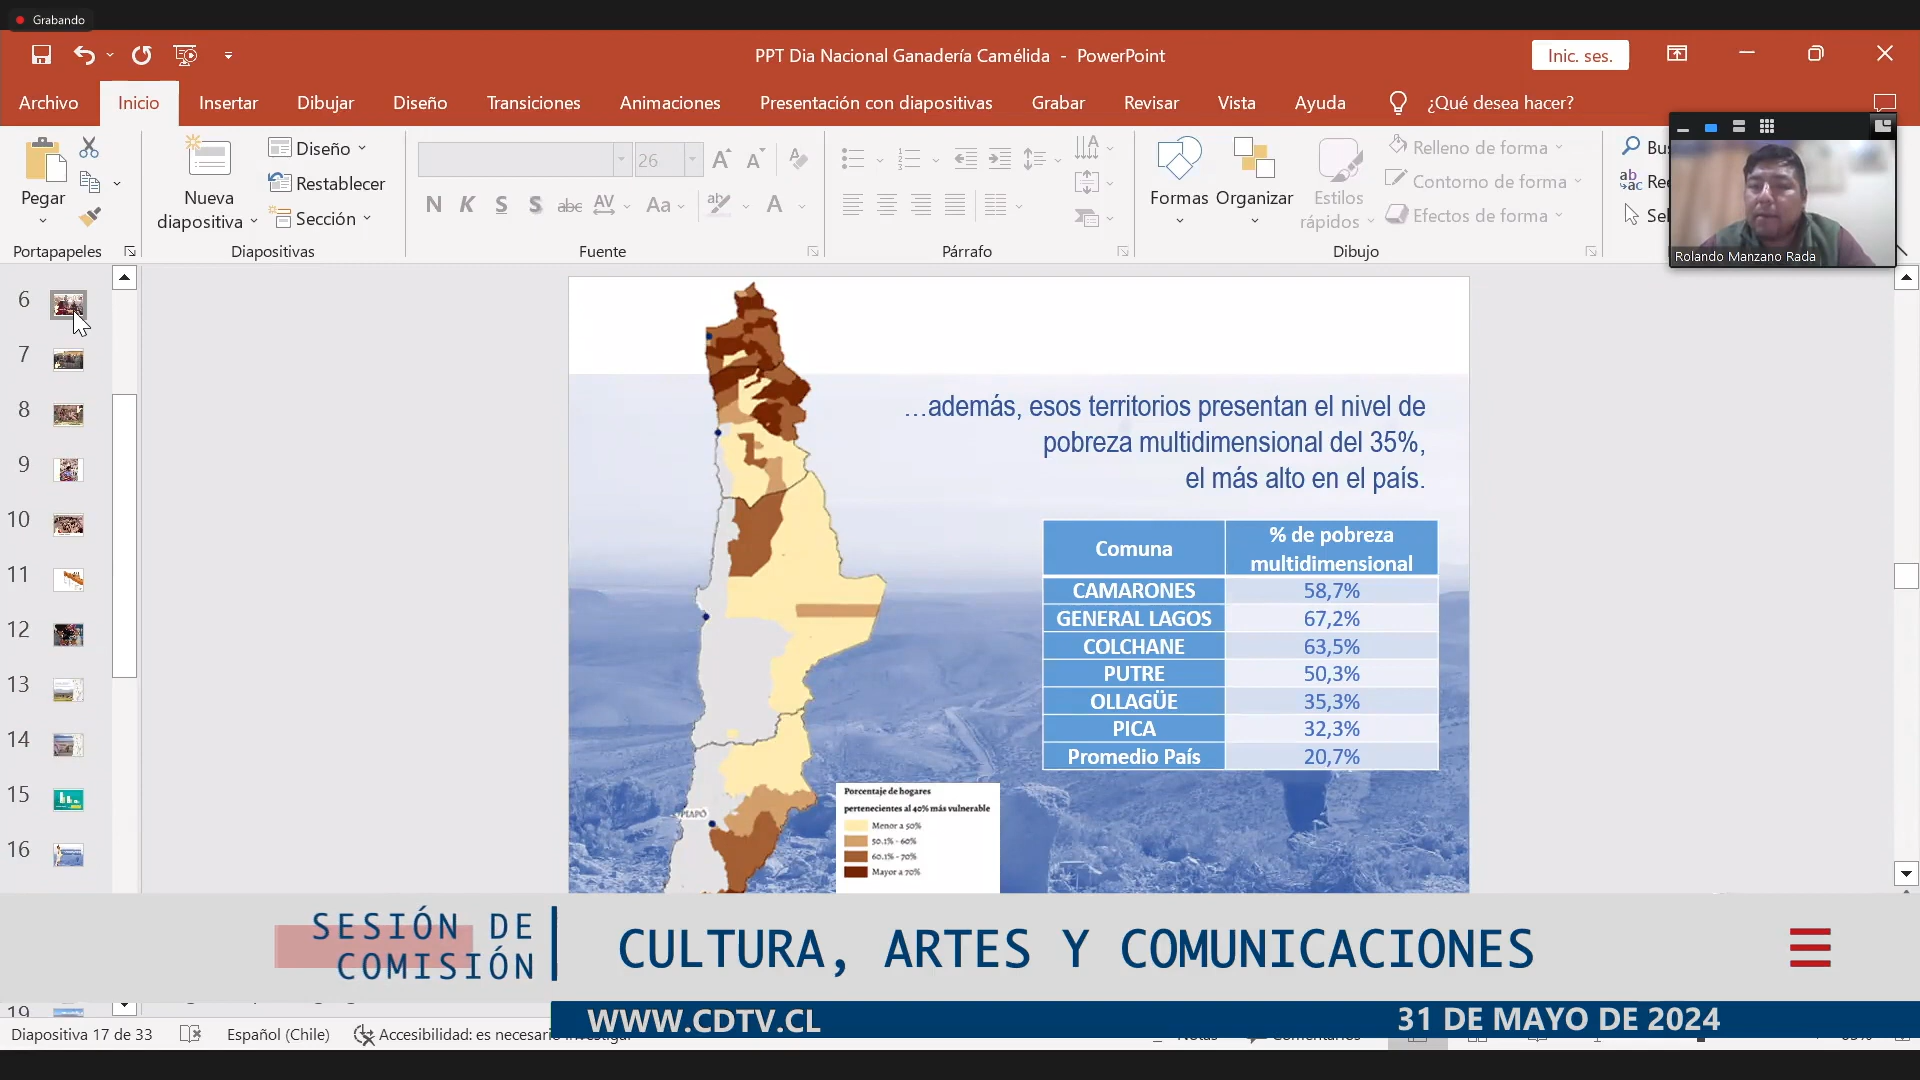 Grabando
PPT Dia Nacional Ganadería Camélida - PowerPoint
Inic. ses.
Archivo
Inicio
Insertar
Dibujar
Diseño
Transiciones
Animaciones
Presentación con diapositivas
Grabar
Revisar
Vista
Ayuda
¿Qué desea hacer?
Pegar
Nueva
diapositiva
Diseño
Restablecer
Sección
26
N K S S abc AV Aa A
Formas
Organizar
Estilos
rápidos
Relleno de forma
Contorno de forma
Efectos de forma
Portapapeles
Diapositivas
Fuente
Párrafo
Dibujo
Rolando Manzano Rada
6
7
8
9
10
11
12
13
14
15
16
19
...además, esos territorios presentan el nivel de
pobreza multidimensional del 35%,
el más alto en el país.
Comuna
% de pobreza
multidimensional
CAMARONES 58,7%
GENERAL LAGOS 67,2%
COLCHANE 63,5%
PUTRE 50,3%
OLLAGÜE 35,3%
PICA 32,3%
Promedio País 20,7%
Porcentaje de hogares
pertenecientes al 40% más vulnerable
Menor a 50%
50.1% - 60%
60.1% - 70%
Mayor a 70%
SESIÓN DE
COMISIÓN
CULTURA, ARTES Y COMUNICACIONES
WWW.CDTV.CL
31 DE MAYO DE 2024
Diapositiva 17 de 33
Español (Chile)
Accesibilidad: es necesario investigar